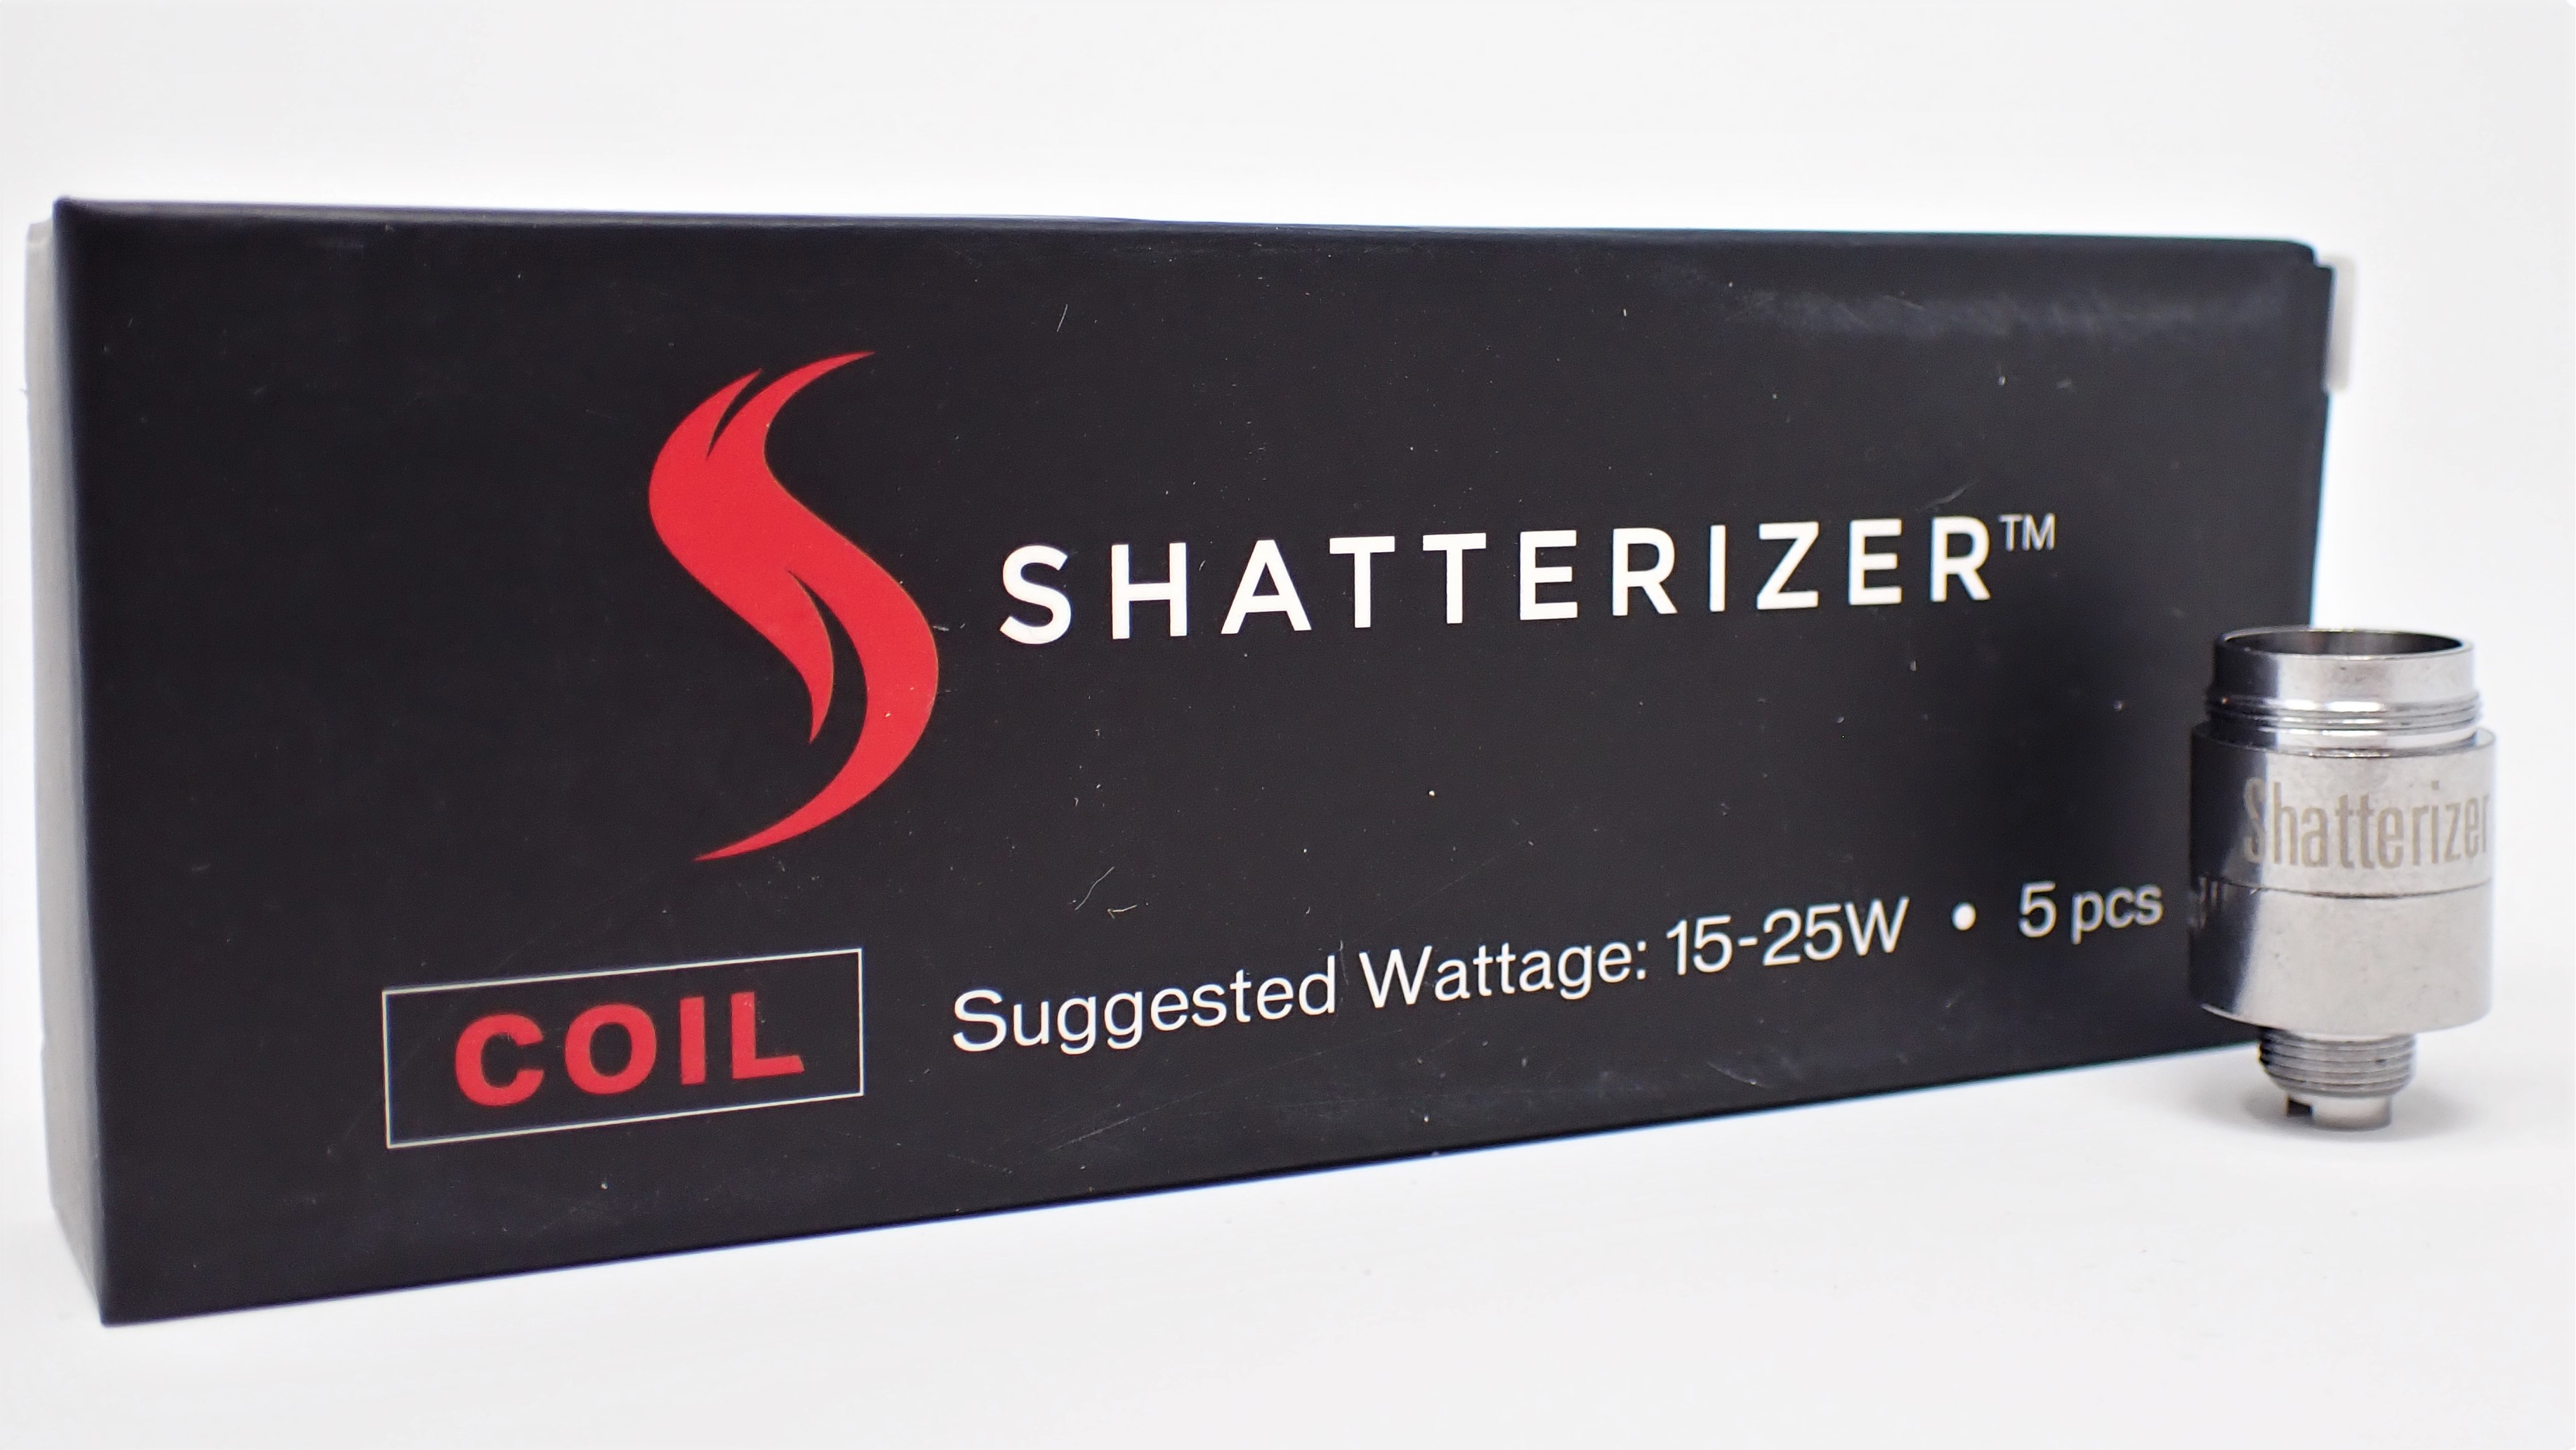 SHATTERIZER™
COIL
Suggested Wattage: 15-25W • 5 pcs
Shatterizer